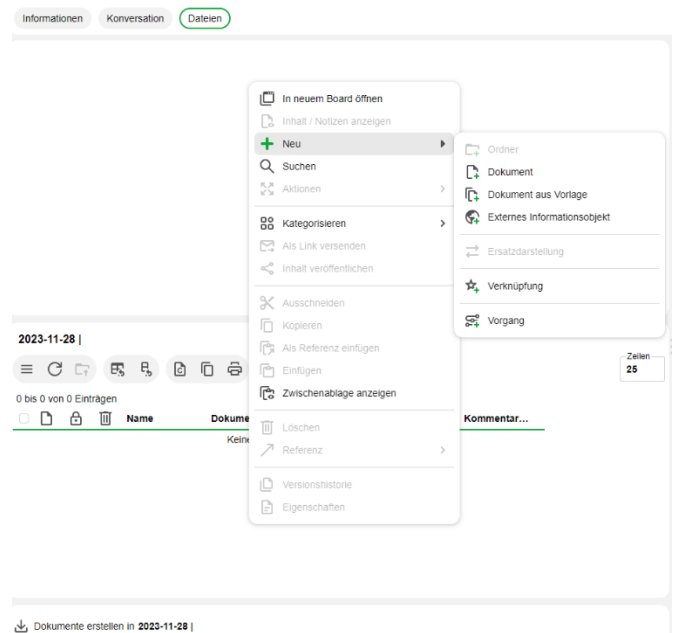 Informationen Konversation Dateien
In neuem Board öffnen
Inhalt / Notizen anzeigen
Neu
Suchen
Aktionen
Kategorisieren
Als Link versenden
Inhalt veröffentlichen
Ausschneiden
Kopieren
Als Referenz einfügen
Einfügen
Zwischenablage anzeigen
Löschen
Referenz
Versionshistorie
Eigenschaften
Ordner
Dokument
Dokument aus Vorlage
Externes Informationsobjekt
Ersatzdarstellung
Verknüpfung
Vorgang
2023-11-28 |
Zeilen
25
0 bis 0 von 0 Einträgen
Name Dokume Kommentar...
Keine
Dokumente erstellen in 2023-11-28 |